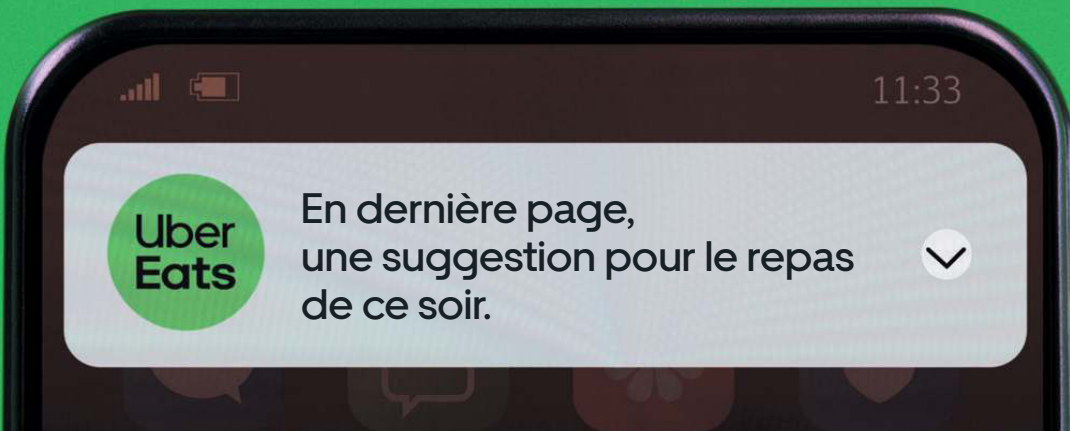 11:33
Uber
Eats
En dernière page,
une suggestion pour le repas
de ce soir.